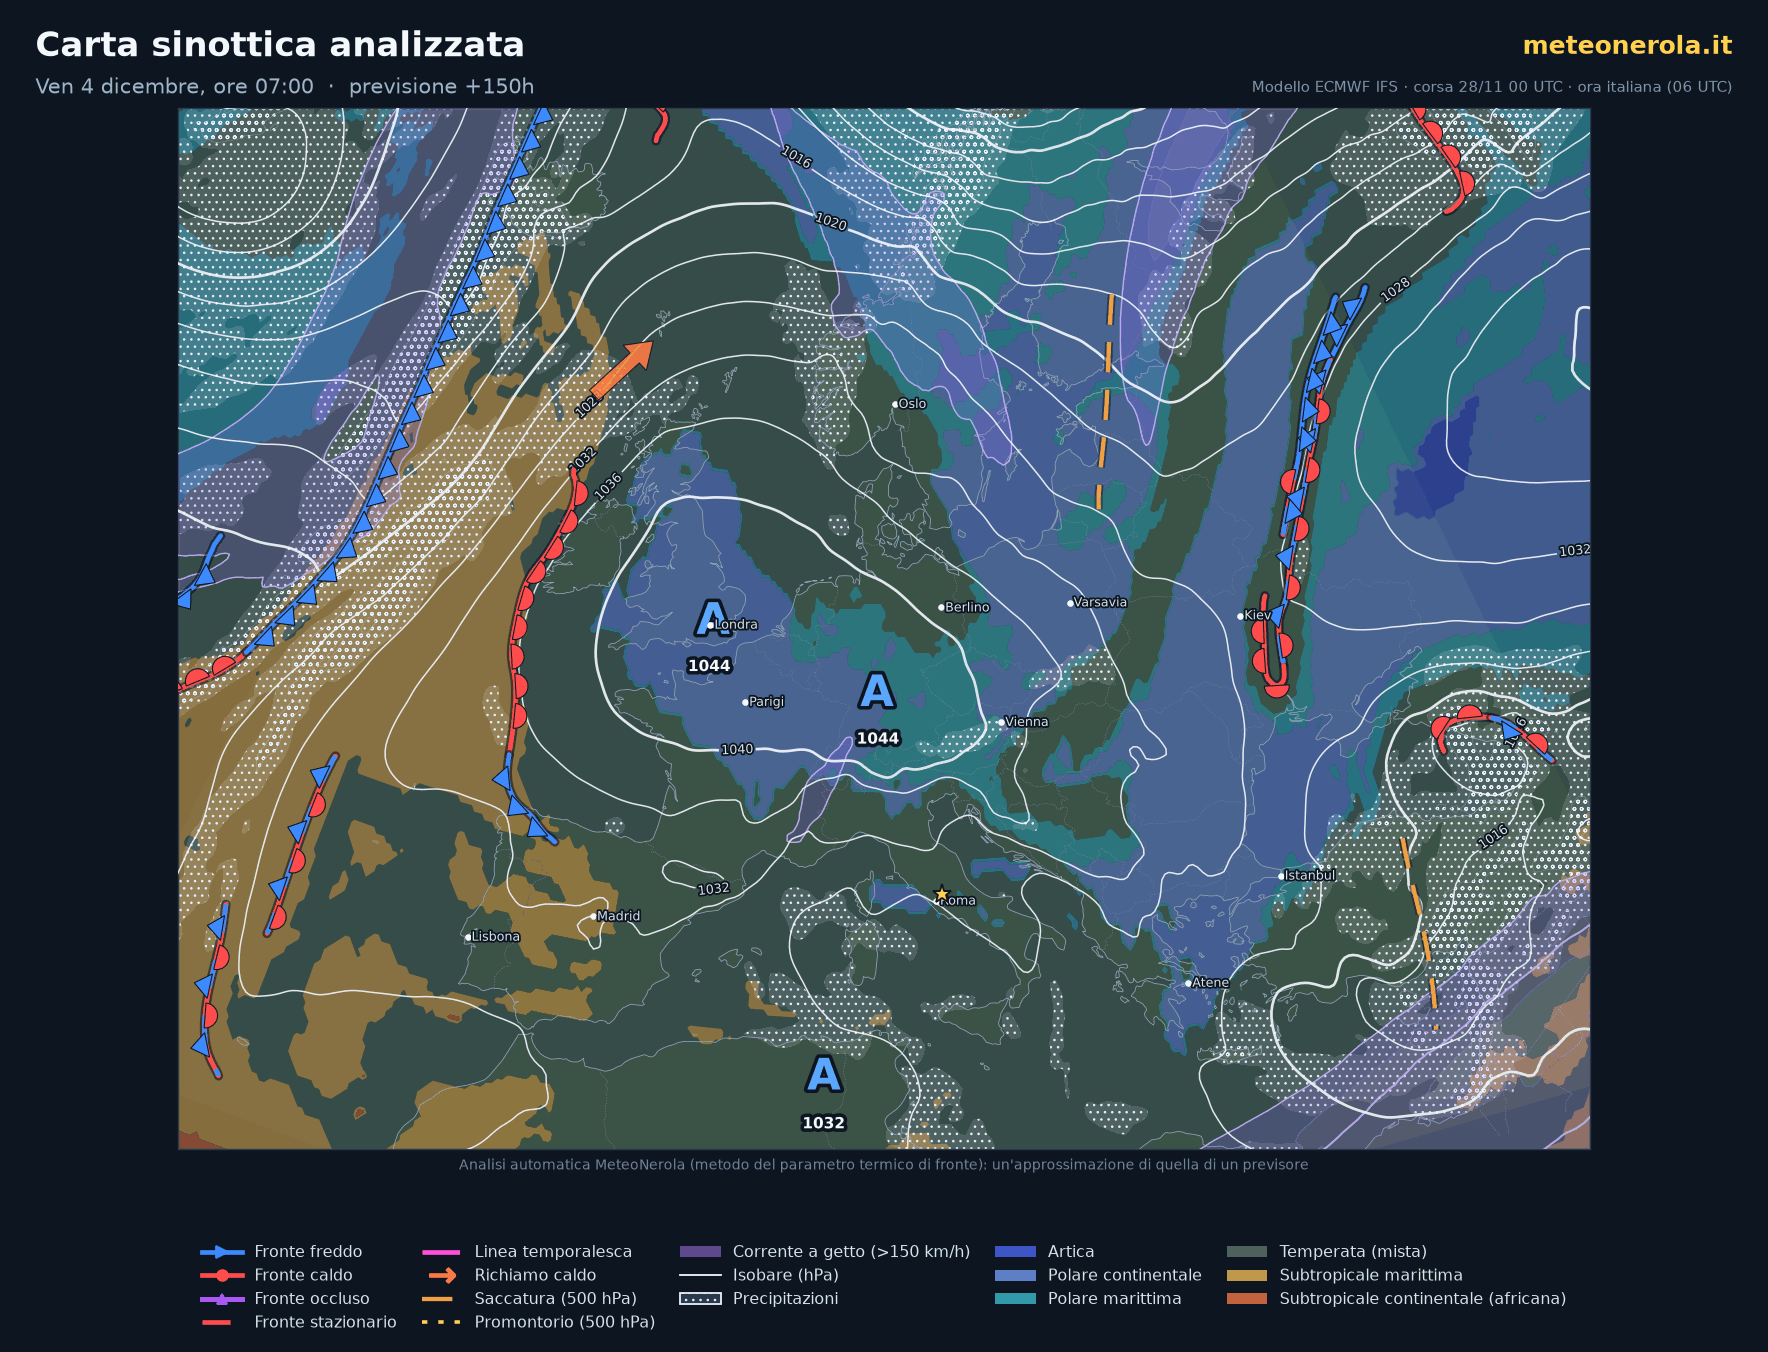 Carta sinottica analizzata
meteonerola.it
Ven 4 dicembre, ore 07:00 · previsione +150h
Modello ECMWF IFS · corsa 28/11 00 UTC · ora italiana (06 UTC)
1016
1020
1028
1032
1036
Oslo
1032
Berlino
Varsavia
Kiev
A
Londra
1044
A
1044
Parigi
Vienna
1040
1016
1032
Istanbul
Madrid
Roma
Lisbona
Atene
A
1032
Analisi automatica MeteoNerola (metodo del parametro termico di fronte): un'approssimazione di quella di un previsore
Fronte freddo
Fronte caldo
Fronte occluso
Fronte stazionario
Linea temporalesca
Richiamo caldo
Saccatura (500 hPa)
Promontorio (500 hPa)
Corrente a getto (>150 km/h)
Isobare (hPa)
Precipitazioni
Artica
Polare continentale
Polare marittima
Temperata (mista)
Subtropicale marittima
Subtropicale continentale (africana)